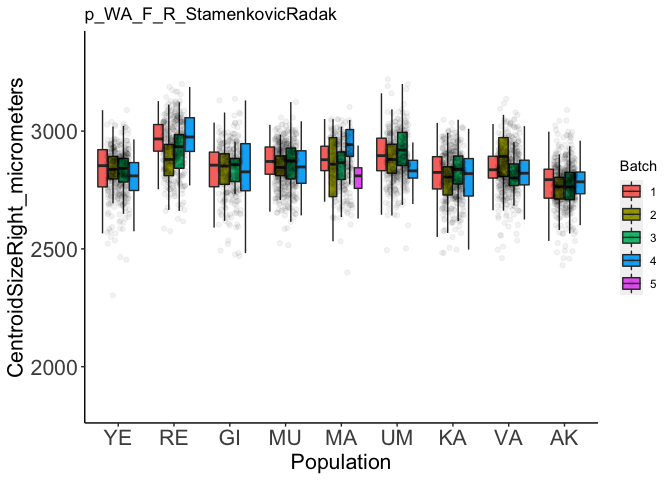 p_WA_F_R_StamenkovicRadak
CentroidSizeRight_micrometers
3000
2500
2000
YE RE GI MU MA UM KA VA AK
Population
Batch
1
2
3
4
5